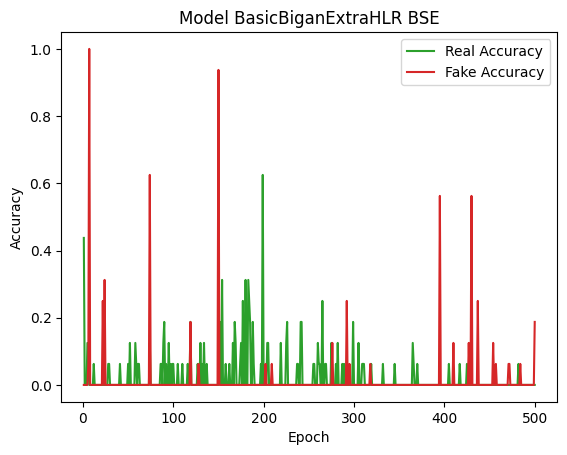 Model BasicBiganExtraHLR BSE
Real Accuracy
Fake Accuracy
Accuracy
1.0
0.8
0.6
0.4
0.2
0.0
0 100 200 300 400 500
Epoch